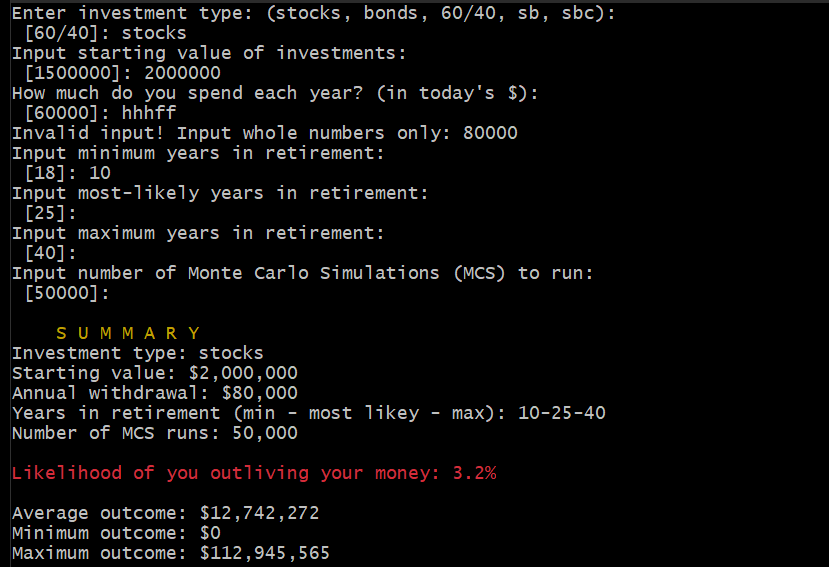 Enter investment type: (stocks, bonds, 60/40, sb, sbc):
[60/40]: stocks
Input starting value of investments:
[1500000]: 2000000
How much do you spend each year? (in today's $):
[60000]: hhhff
Invalid input! Input whole numbers only: 80000
Input minimum years in retirement:
[18]: 10
Input most-likely years in retirement:
[25]:
Input maximum years in retirement:
[40]:
Input number of Monte Carlo Simulations (MCS) to run:
[50000]:
S U M M A R Y
Investment type: stocks
Starting value: $2,000,000
Annual withdrawal: $80,000
Years in retirement (min - most likey - max): 10-25-40
Number of MCS runs: 50,000
Likelihood of you outliving your money: 3.2%
Average outcome: $12,742,272
Minimum outcome: $0
Maximum outcome: $112,945,565